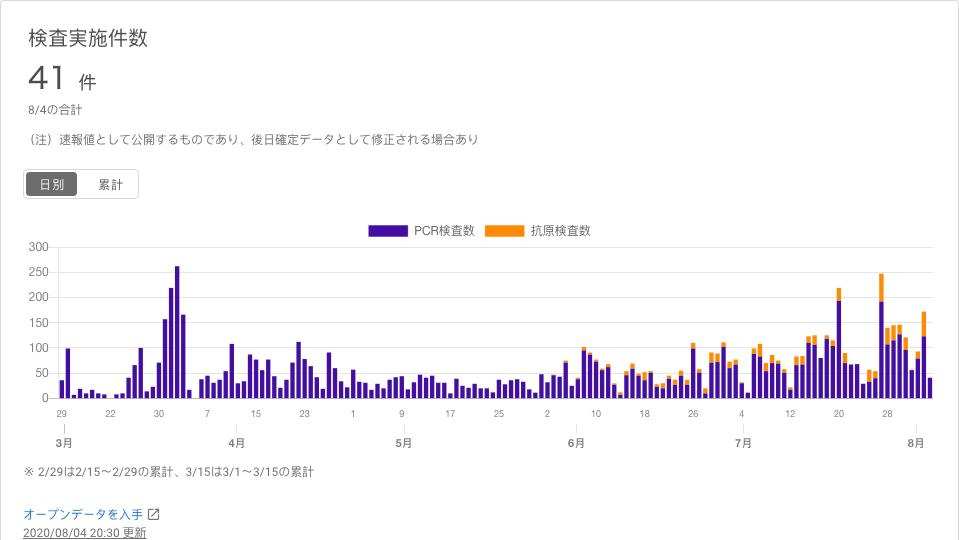 検査実施件数
41 件
8/4の合計
（注）速報値として公開するものであり、後日確定データとして修正される場合あり
日別 累計
PCR検査数 抗原検査数
300
250
200
150
100
50
0
29 22 30 7 15 23 1 9 17 25 2 10 18 26 4 12 20 28
3月 4月 5月 6月 7月 8月
※ 2/29は2/15〜2/29の累計、3/15は3/1〜3/15の累計
オープンデータを入手
2020/08/04 20:30 更新